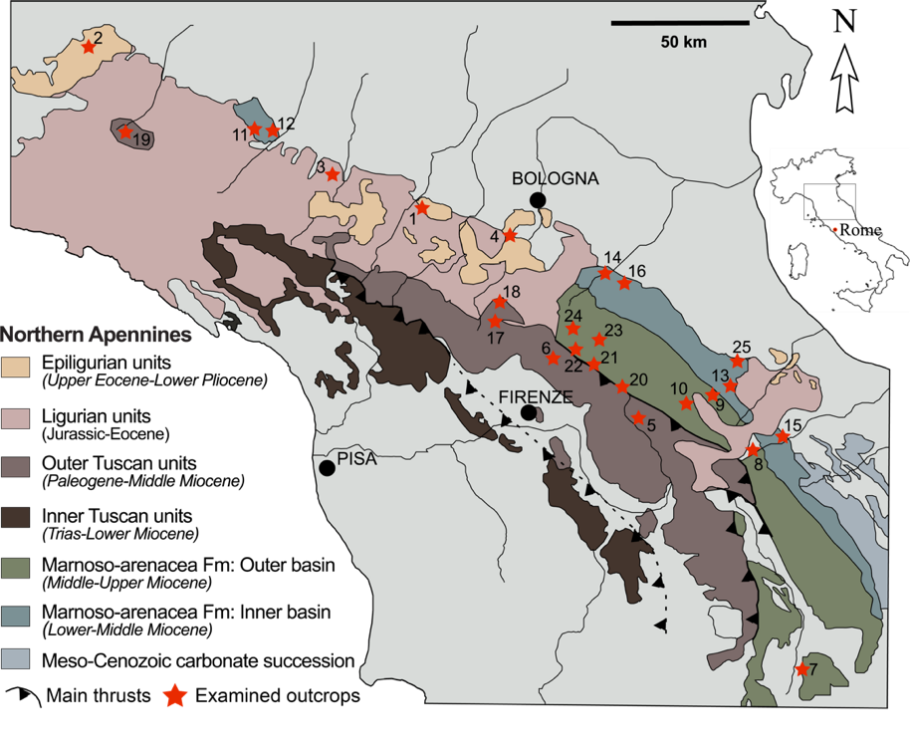 2
N
50 km
11
12
19
3
BOLOGNA
1
4
Rome
14
16
18
17
24
23
6
22
21
25
20
13
10
9
FIRENZE
5
15
8
PISA
7
Northern Apennines
Epiligurian units
(Upper Eocene-Lower Pliocene)
Ligurian units
(Jurassic-Eocene)
Outer Tuscan units
(Paleogene-Middle Miocene)
Inner Tuscan units
(Trias-Lower Miocene)
Marnoso-arenacea Fm: Outer basin
(Middle-Upper Miocene)
Marnoso-arenacea Fm: Inner basin
(Lower-Middle Miocene)
Meso-Cenozoic carbonate succession
Main thrusts
Examined outcrops